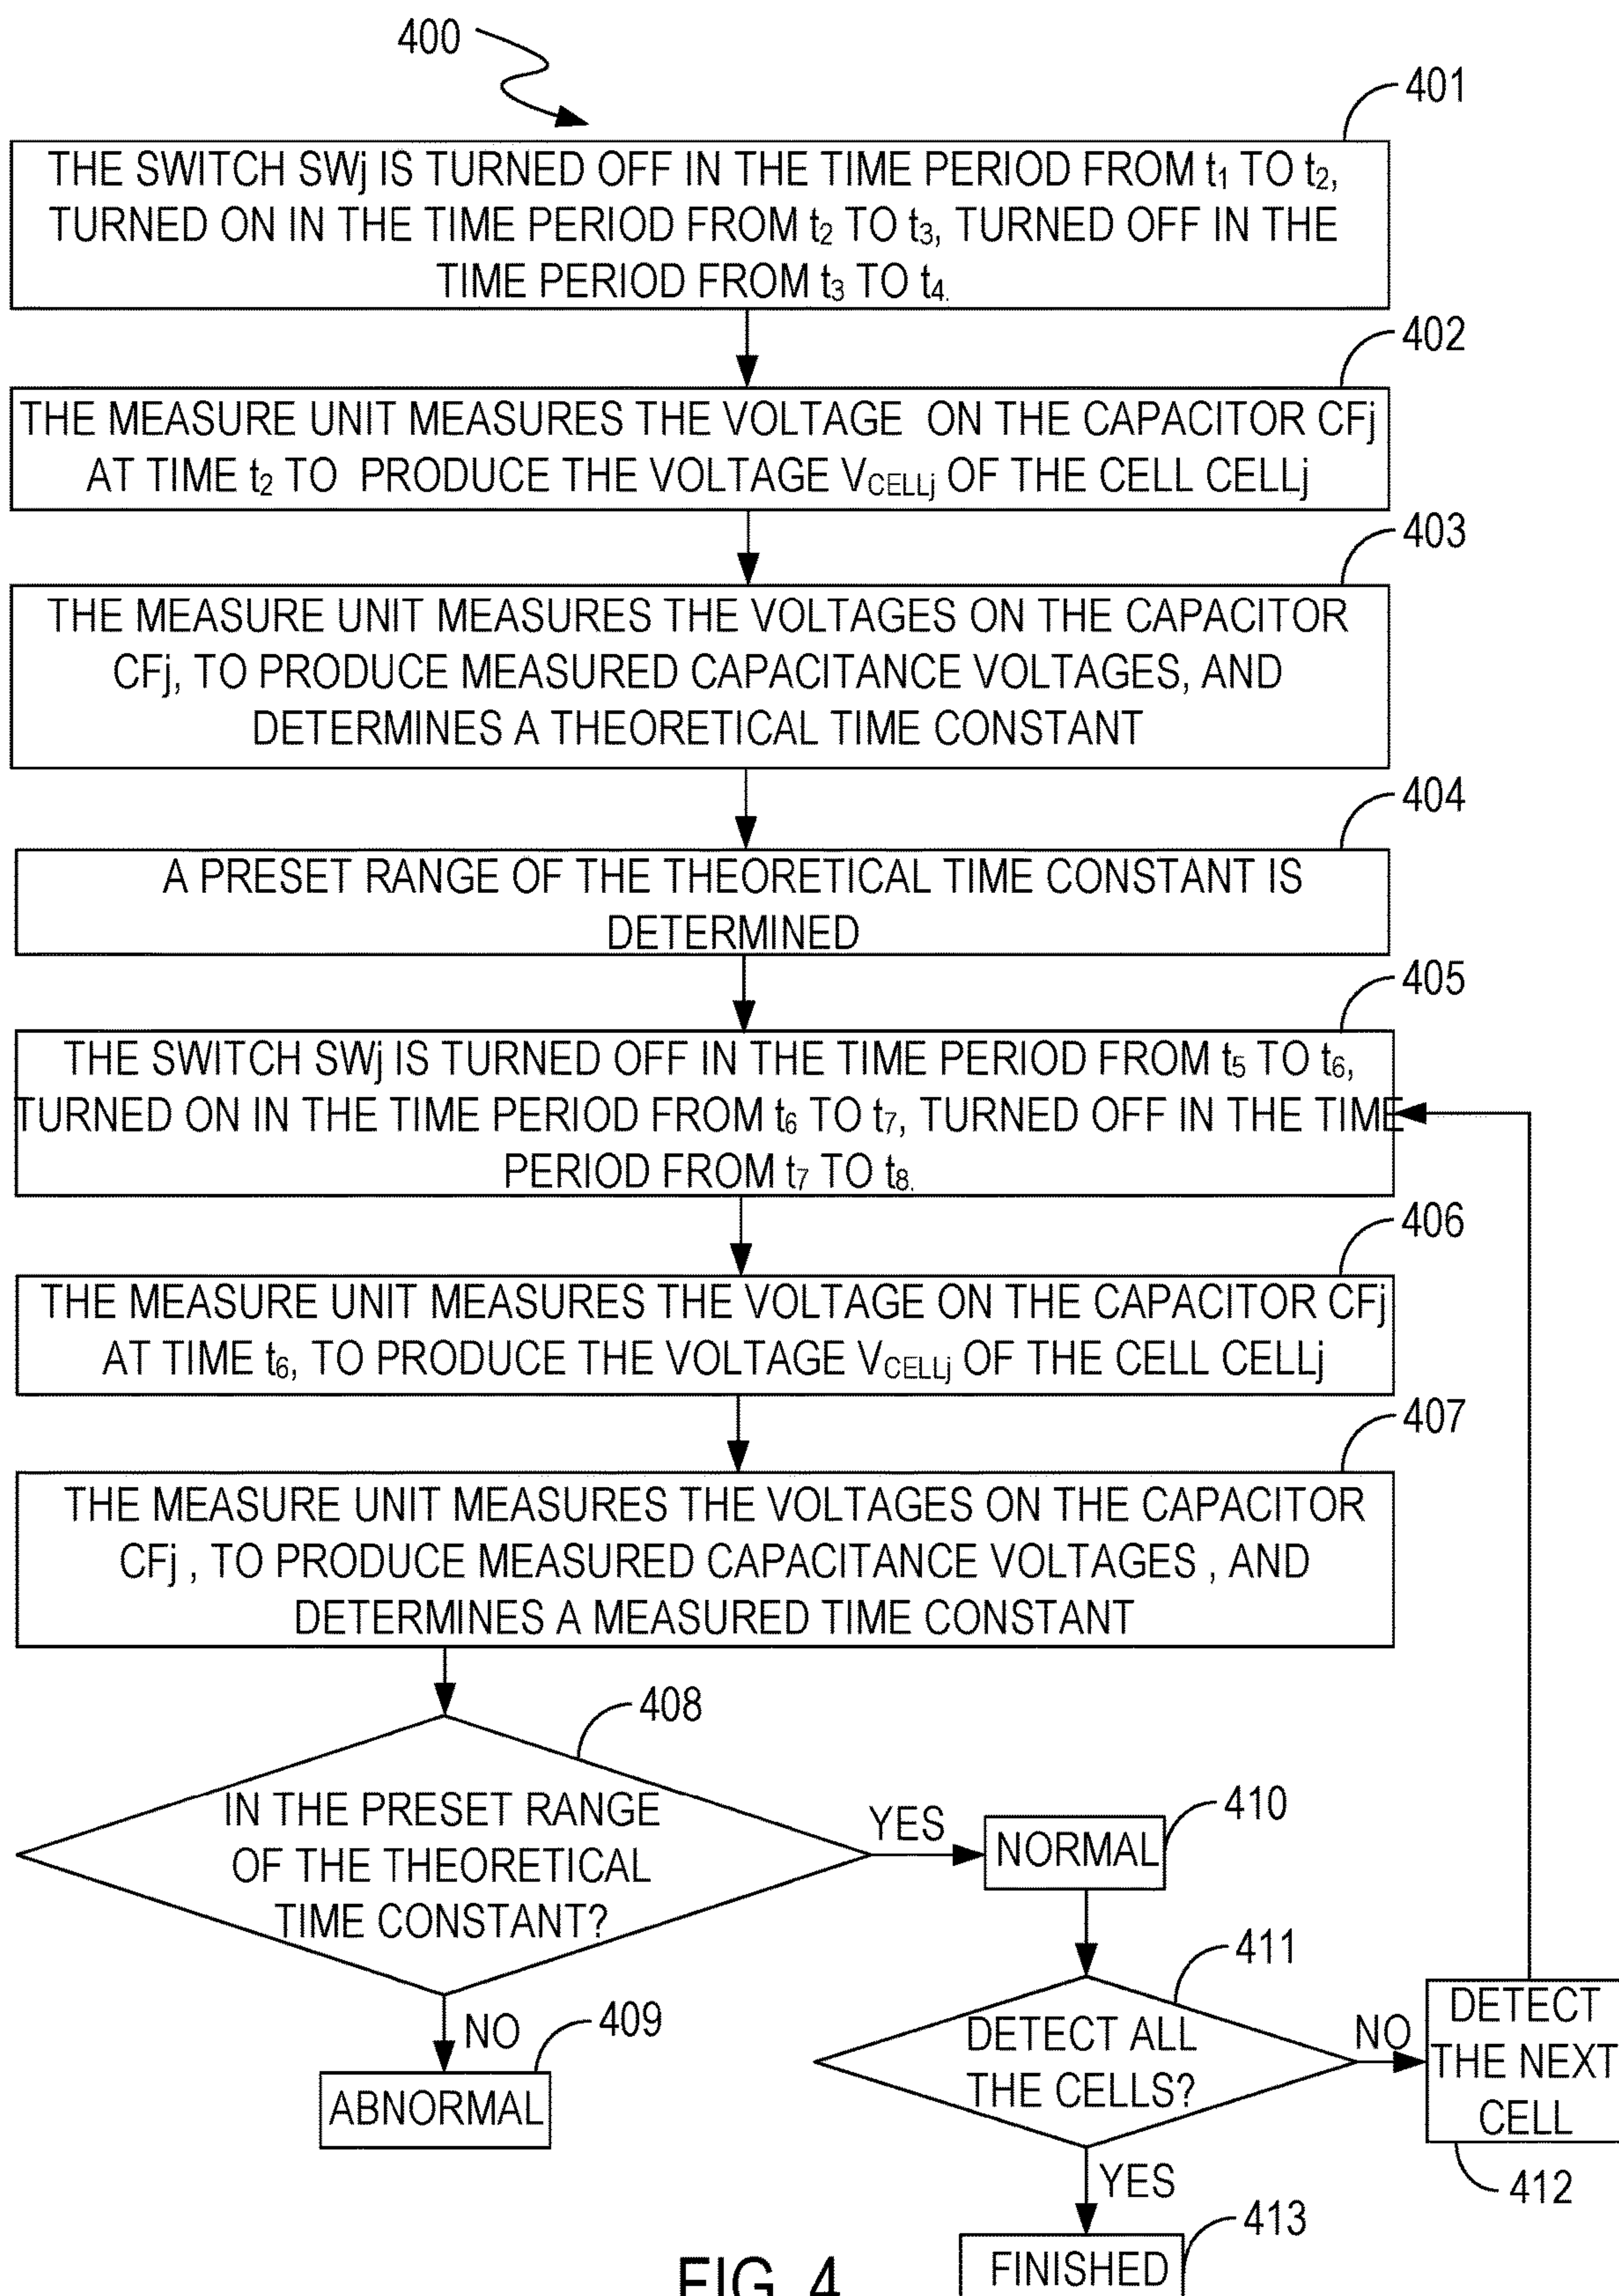 400
401
THE SWITCH SWj IS TURNED OFF IN THE TIME PERIOD FROM t₁ TO t₂,
TURNED ON IN THE TIME PERIOD FROM t₂ TO t₃, TURNED OFF IN THE
TIME PERIOD FROM t₃ TO t₄.
402
THE MEASURE UNIT MEASURES THE VOLTAGE ON THE CAPACITOR CFj
AT TIME t₂ TO PRODUCE THE VOLTAGE V_CELLj OF THE CELL CELLj
403
THE MEASURE UNIT MEASURES THE VOLTAGES ON THE CAPACITOR
CFj, TO PRODUCE MEASURED CAPACITANCE VOLTAGES, AND
DETERMINES A THEORETICAL TIME CONSTANT
404
A PRESET RANGE OF THE THEORETICAL TIME CONSTANT IS
DETERMINED
405
THE SWITCH SWj IS TURNED OFF IN THE TIME PERIOD FROM t₅ TO t₆,
TURNED ON IN THE TIME PERIOD FROM t₆ TO t₇, TURNED OFF IN THE TIME
PERIOD FROM t₇ TO t₈.
406
THE MEASURE UNIT MEASURES THE VOLTAGE ON THE CAPACITOR CFj
AT TIME t₆, TO PRODUCE THE VOLTAGE V_CELLj OF THE CELL CELLj
407
THE MEASURE UNIT MEASURES THE VOLTAGES ON THE CAPACITOR
CFj , TO PRODUCE MEASURED CAPACITANCE VOLTAGES , AND
DETERMINES A MEASURED TIME CONSTANT
408
IN THE PRESET RANGE
OF THE THEORETICAL
TIME CONSTANT?
YES
410
NORMAL
NO
409
ABNORMAL
411
DETECT ALL
THE CELLS?
NO
DETECT
THE NEXT
CELL
412
YES
413
FINISHED
FIG. 4